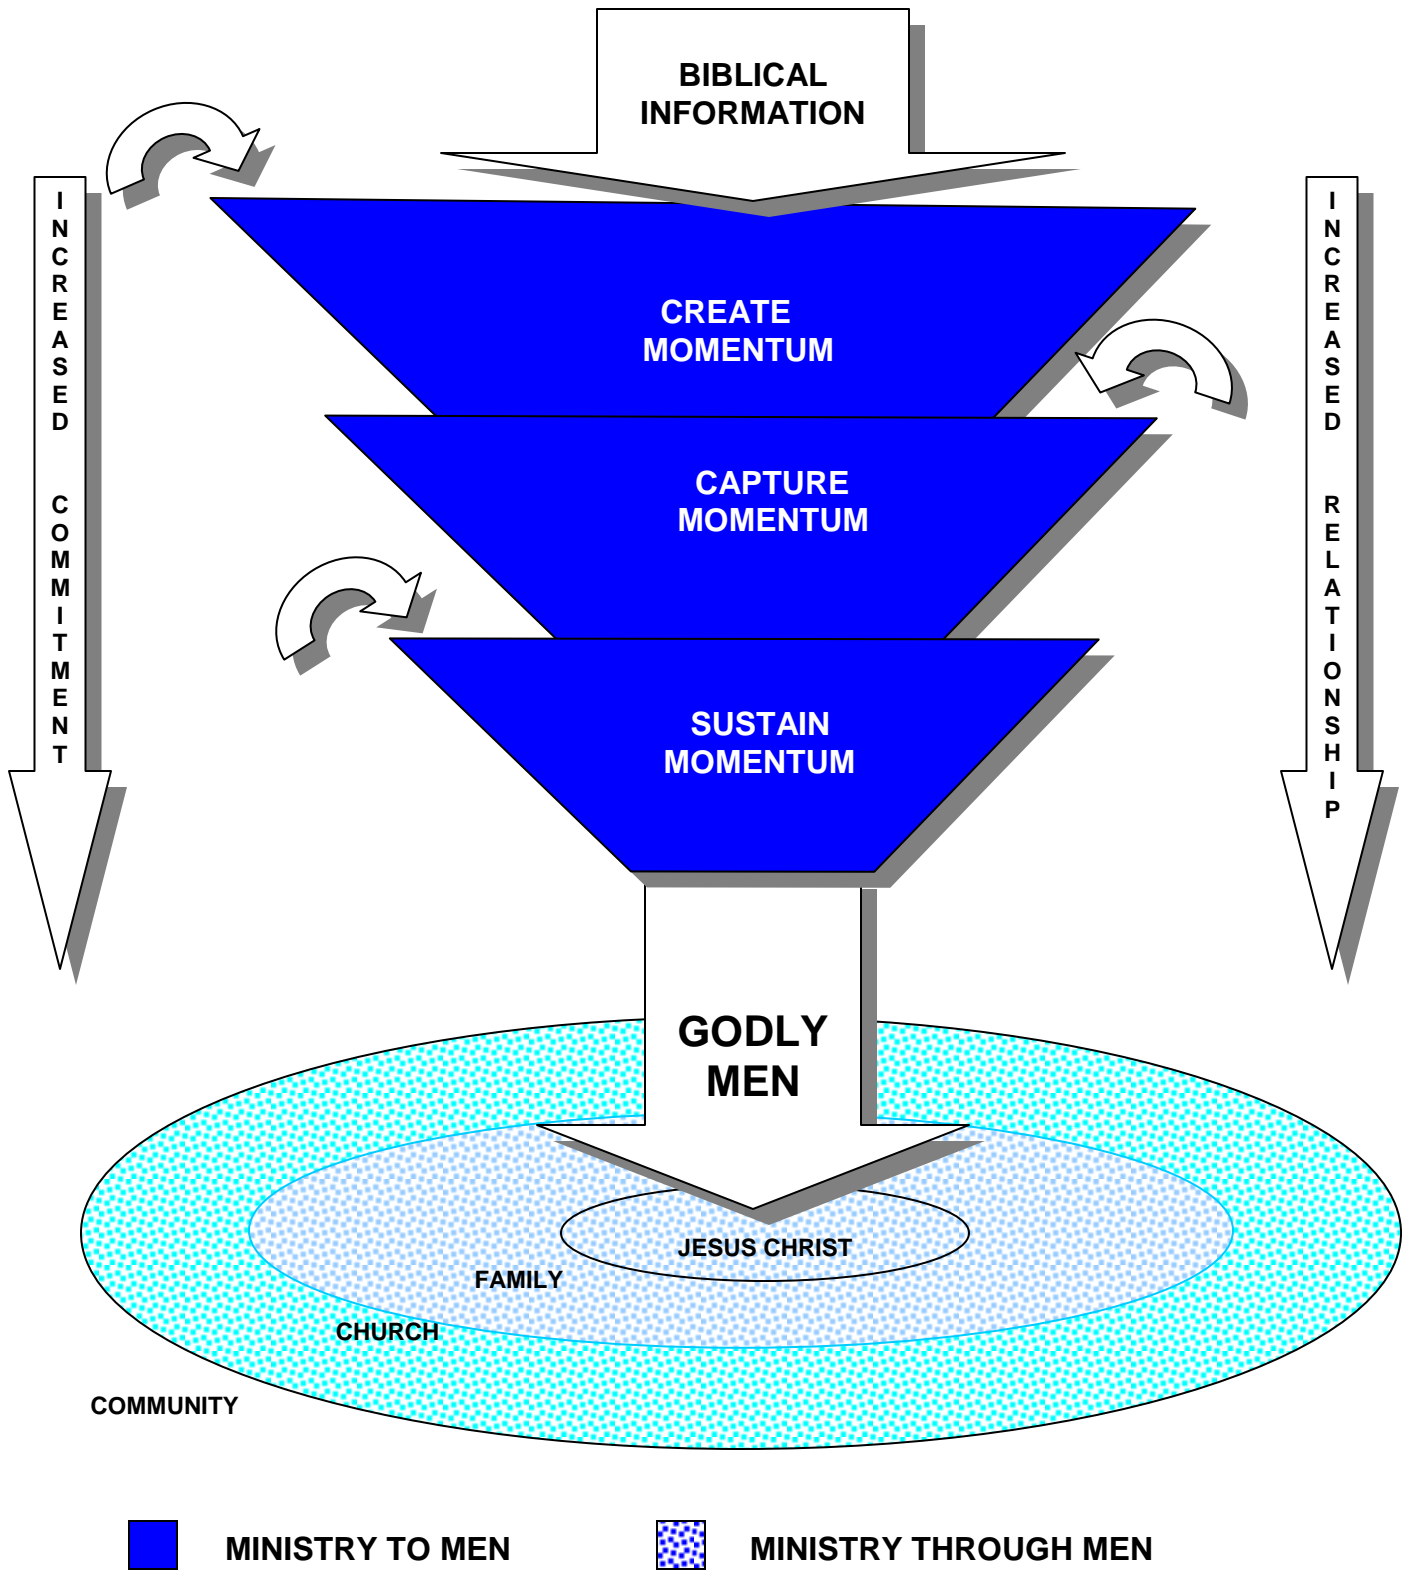 BIBLICAL
INFORMATION
INCREASED COMMITMENT
INCREASED RELATIONSHIP
CREATE
MOMENTUM
CAPTURE
MOMENTUM
SUSTAIN
MOMENTUM
GODLY
MEN
JESUS CHRIST
FAMILY
CHURCH
COMMUNITY
MINISTRY TO MEN
MINISTRY THROUGH MEN